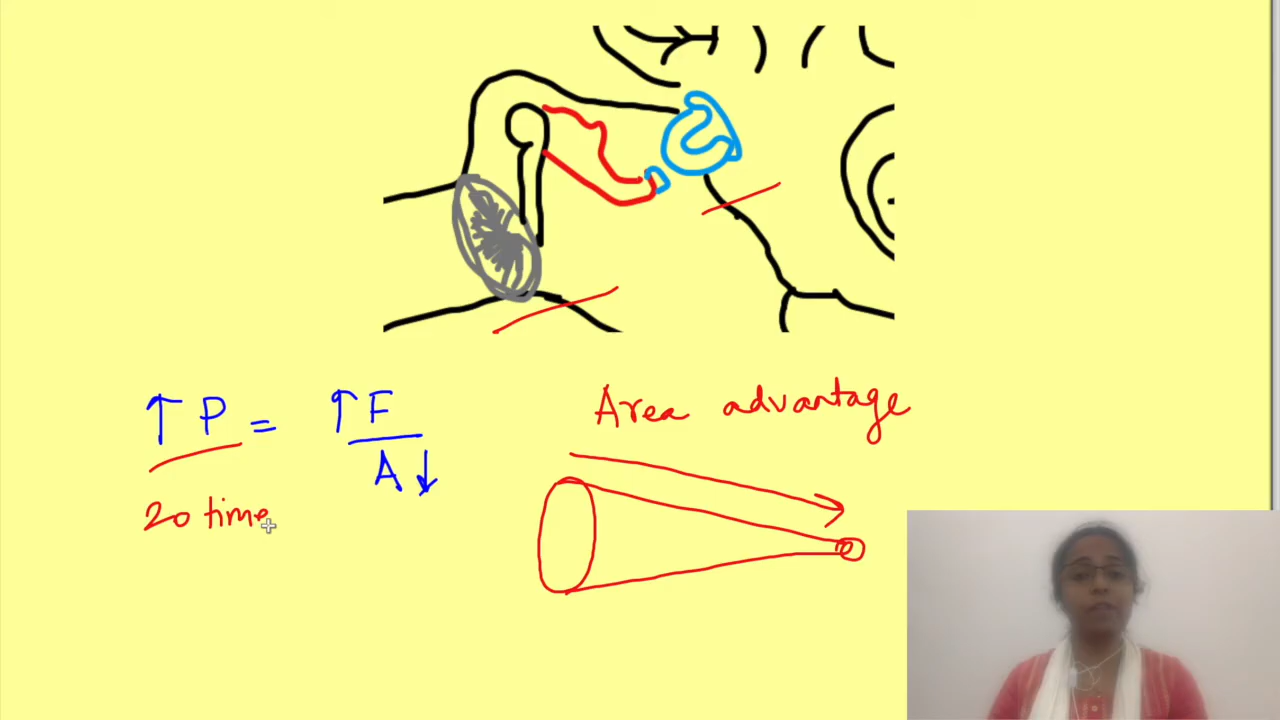 ↑ P = ↑ F / A ↓
Area advantage
20 time